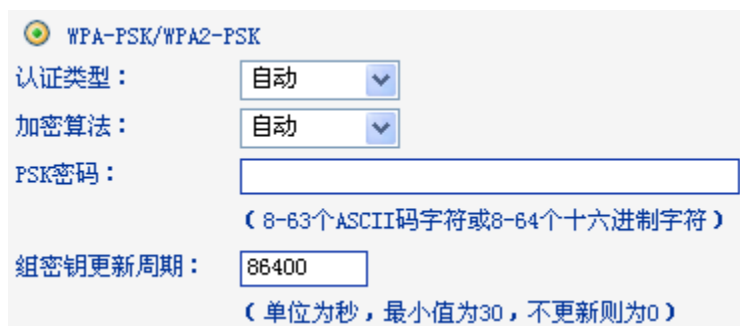 WPA-PSK/WPA2-PSK
认证类型： 自动
加密算法： 自动
PSK密码：
（8-63个ASCII码字符或8-64个十六进制字符）
组密钥更新周期： 86400
（单位为秒，最小值为30，不更新则为0）